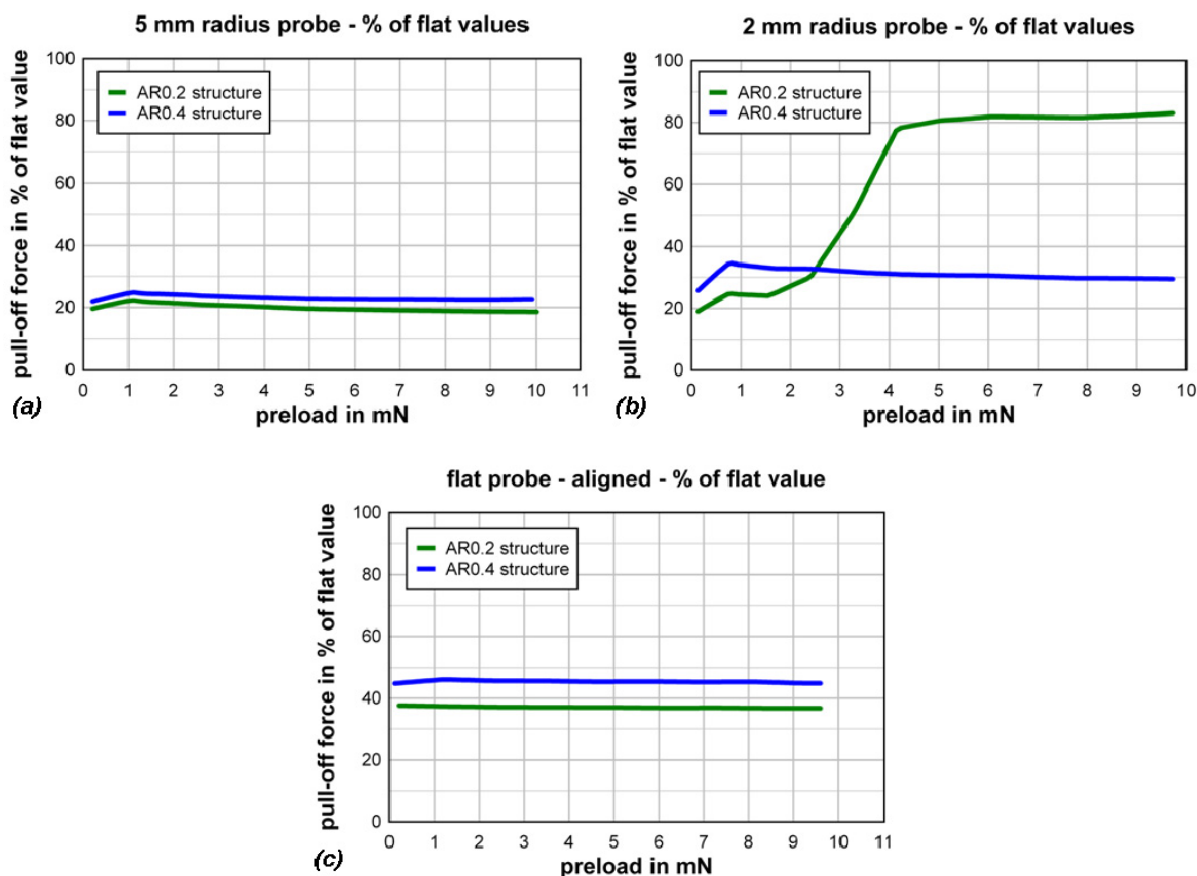 5 mm radius probe - % of flat values
pull-off force in % of flat value
100
80
60
40
20
0
AR0.2 structure
AR0.4 structure
0 1 2 3 4 5 6 7 8 9 10 11
preload in mN
(a)
2 mm radius probe - % of flat values
pull-off force in % of flat value
100
80
60
40
20
0
AR0.2 structure
AR0.4 structure
0 1 2 3 4 5 6 7 8 9 10
preload in mN
(b)
flat probe - aligned - % of flat value
pull-off force in % of flat value
100
80
60
40
20
0
AR0.2 structure
AR0.4 structure
0 1 2 3 4 5 6 7 8 9 10 11
preload in mN
(c)